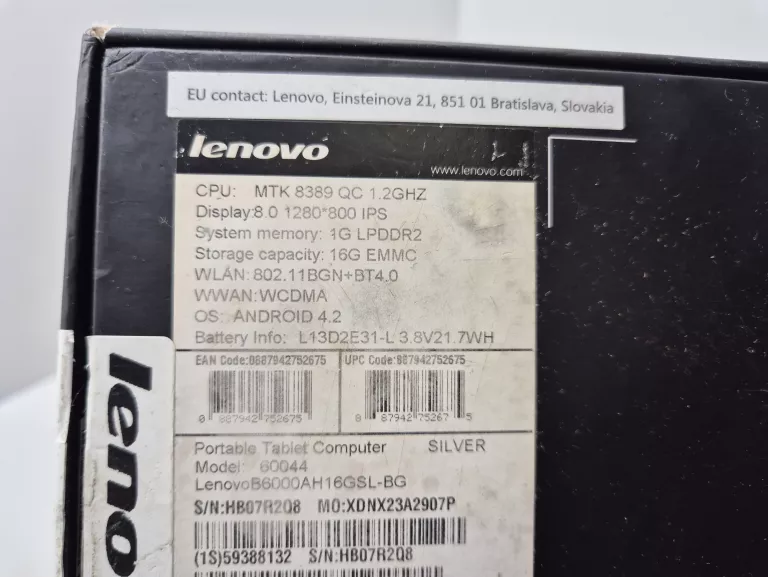 EU contact: Lenovo, Einsteinova 21, 851 01 Bratislava, Slovakia
lenovo
www.lenovo.com
CPU: MTK 8389 QC 1.2GHZ
Display:8.0 1280*800 IPS
System memory: 1G LPDDR2
Storage capacity: 16G EMMC
WLAN: 802.11BGN+BT4.0
WWAN:WCDMA
OS: ANDROID 4.2
Battery Info: L13D2E31-L 3.8V21.7WH
EAN Code:0887942752675 UPC Code:887942752675
0 887942 752675 8 87942 75267 5
Portable Tablet Computer SILVER
Model: 60044
LenovoB6000AH16GSL-BG
S/N:HB07R2Q8 MO:XDNX23A2907P
(1S)59388132 S/N:HB07R2Q8
leno